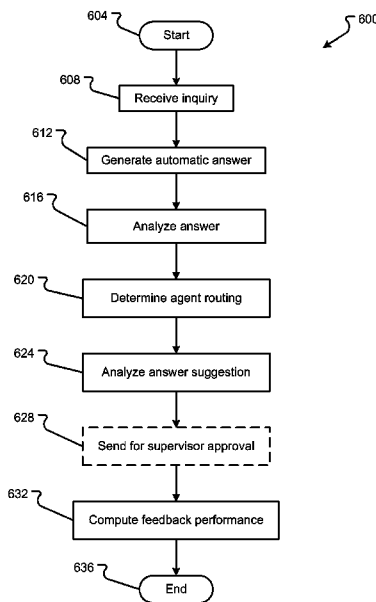 604
Start
600
608
Receive inquiry
612
Generate automatic answer
616
Analyze answer
620
Determine agent routing
624
Analyze answer suggestion
628
Send for supervisor approval
632
Compute feedback performance
636
End